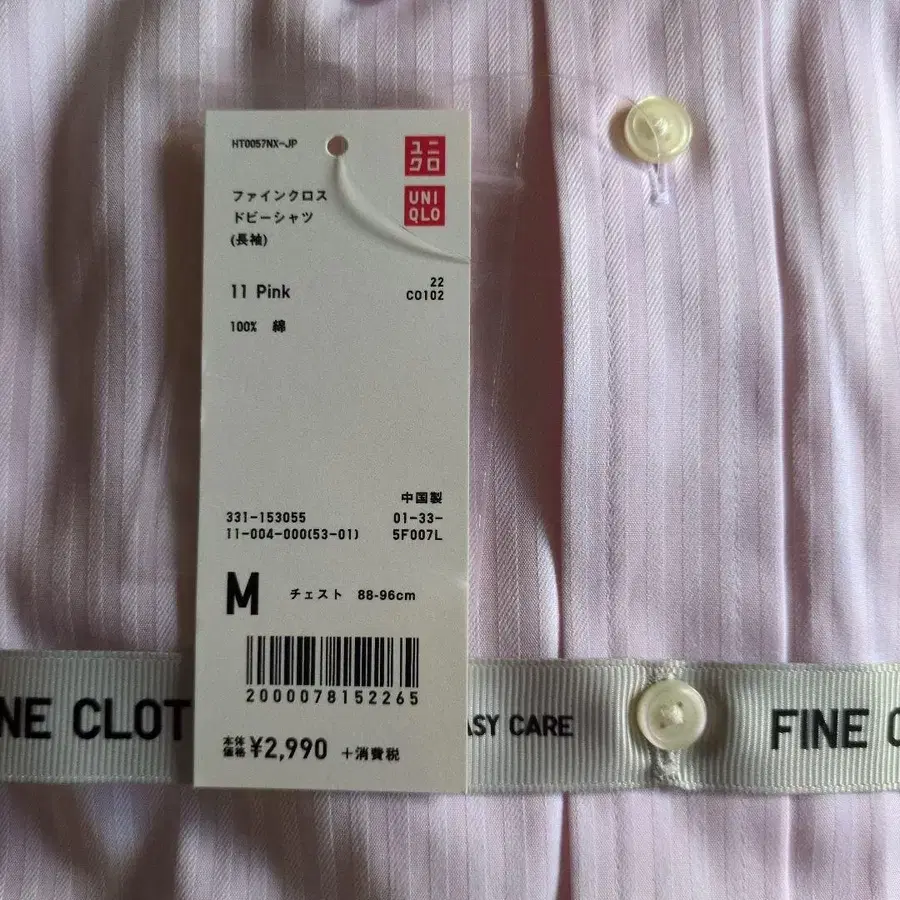 HT0057NX-JP
ユニ
クロ
UNI
QLO
ファインクロス
ドビーシャツ
(長袖)
11 Pink
22
CO102
100% 綿
中国製
331-153055
01-33-
11-004-000(53-01)
5F007L
M チェスト 88-96cm
2000078152265
本体
価格 ¥2,990 +消費税
NE CLOT
ASY CARE
FINE C